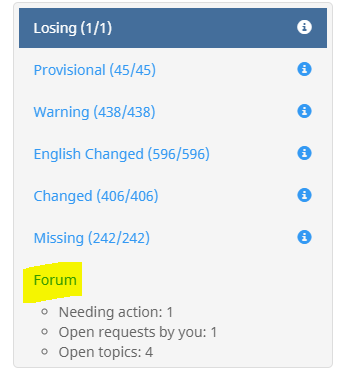 Losing (1/1)
Provisional (45/45)
Warning (438/438)
English Changed (596/596)
Changed (406/406)
Missing (242/242)
Forum
Needing action: 1
Open requests by you: 1
Open topics: 4